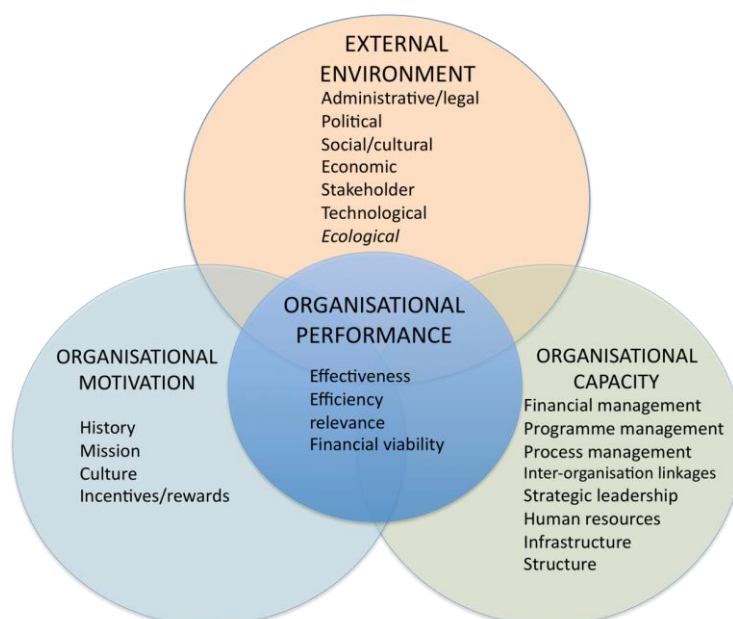 EXTERNAL
ENVIRONMENT
Administrative/legal
Political
Social/cultural
Economic
Stakeholder
Technological
Ecological
ORGANISATIONAL
PERFORMANCE
Effectiveness
Efficiency
relevance
Financial viability
ORGANISATIONAL
MOTIVATION
History
Mission
Culture
Incentives/rewards
ORGANISATIONAL
CAPACITY
Financial management
Programme management
Process management
Inter-organisation linkages
Strategic leadership
Human resources
Infrastructure
Structure